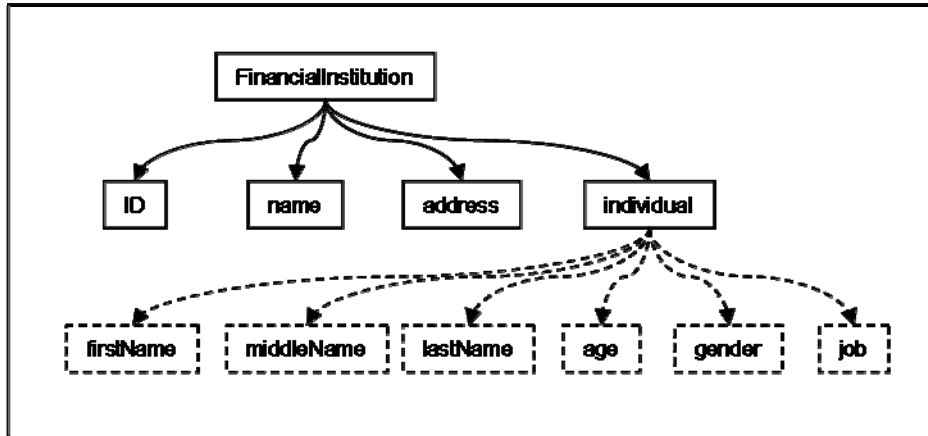 FinancialInstitution
ID name address individual
firstName middleName lastName age gender job